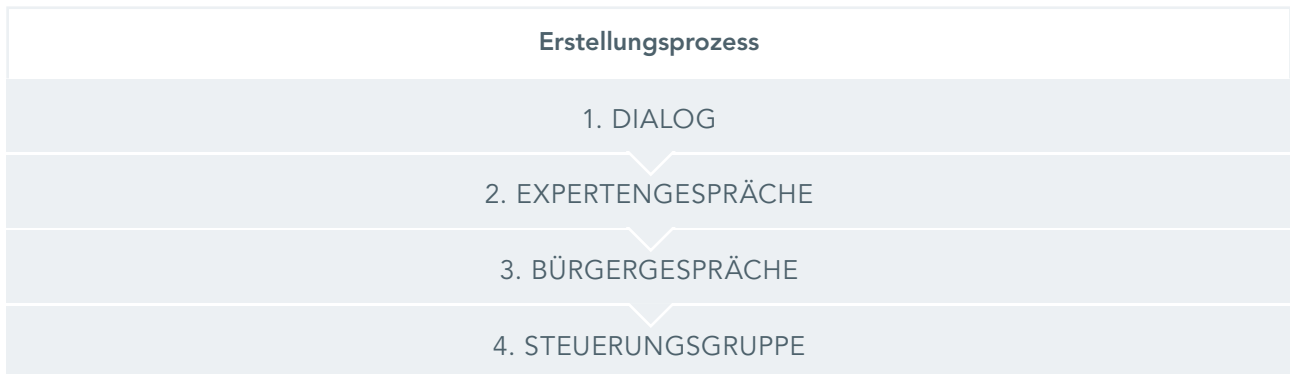 Erstellungsprozess
1. DIALOG
2. EXPERTENGESPRÄCHE
3. BÜRGERGESPRÄCHE
4. STEUERUNGSGRUPPE